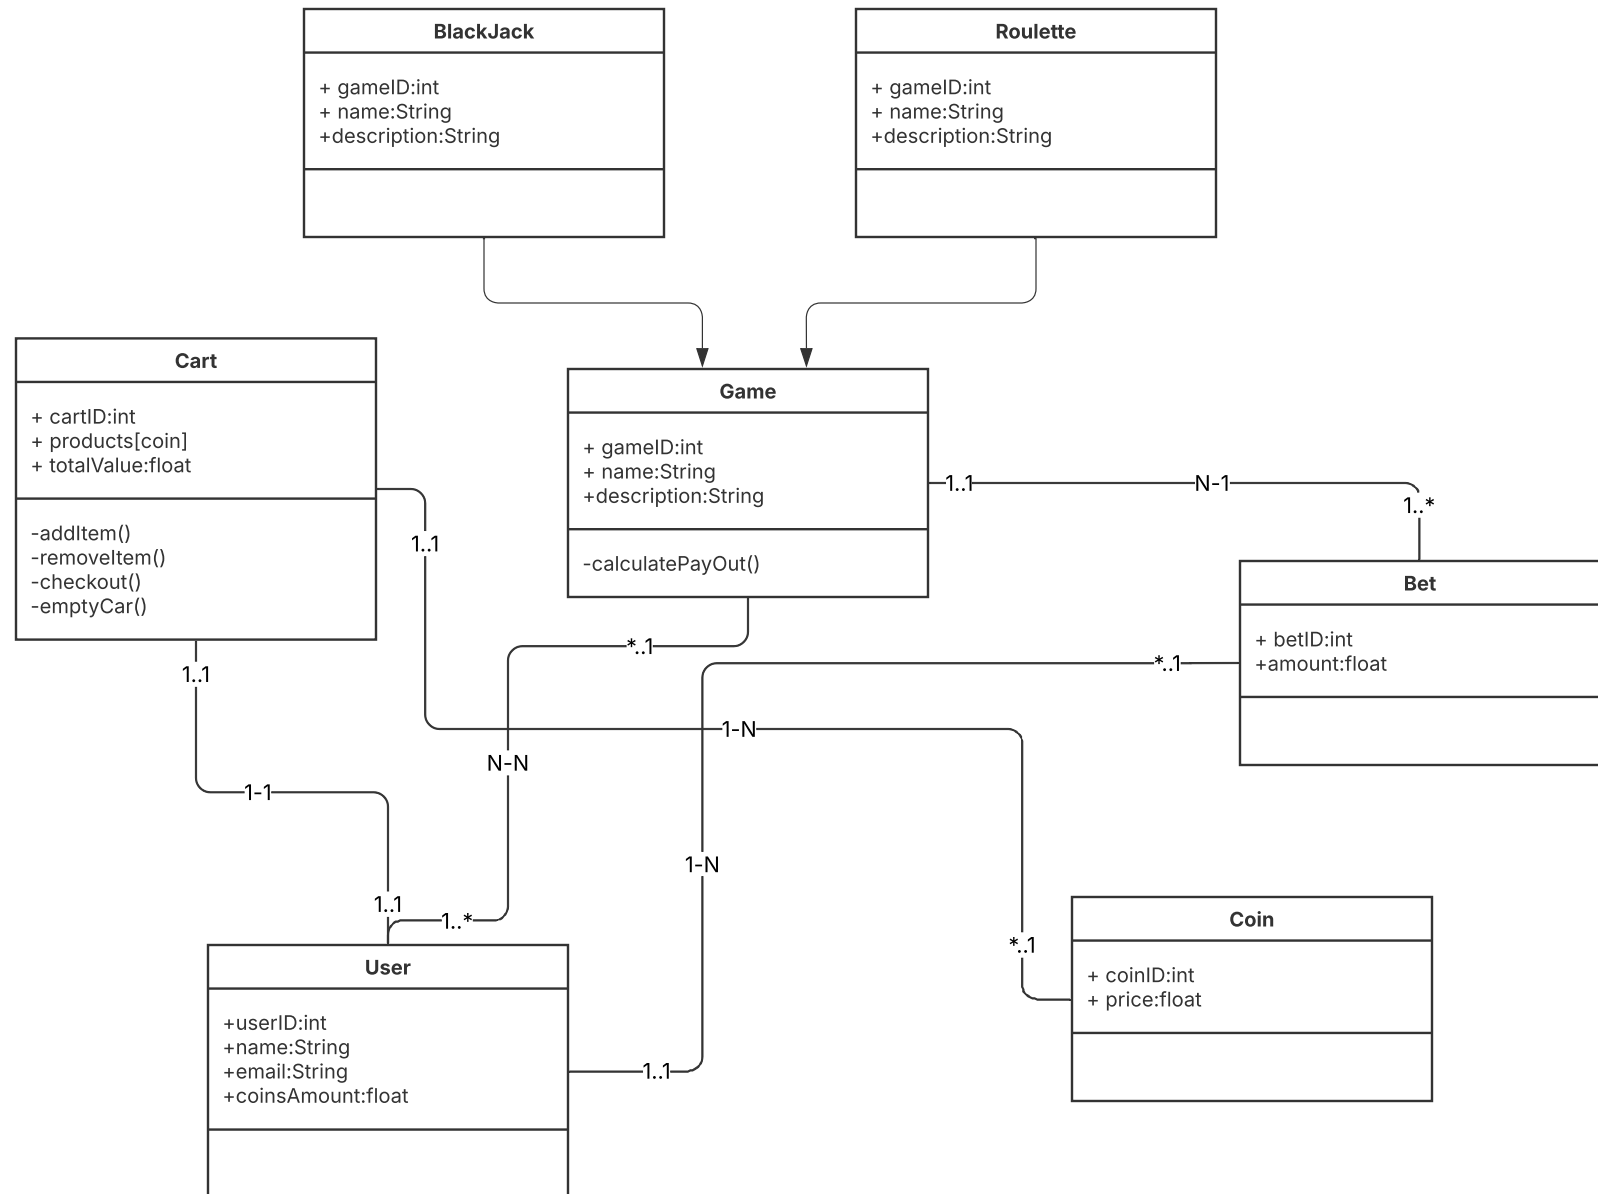 BlackJack
+ gameID:int
+ name:String
+description:String
Roulette
+ gameID:int
+ name:String
+description:String
Cart
+ cartID:int
+ products[coin]
+ totalValue:float
-addItem()
-removeItem()
-checkout()
-emptyCar()
Game
+ gameID:int
+ name:String
+description:String
-calculatePayOut()
1..1
N-1
1..*
1..1
Bet
+ betID:int
+amount:float
*..1
*..1
1..1
1-N
N-N
1-1
1-N
1..1
1..*
*..1
User
+userID:int
+name:String
+email:String
+coinsAmount:float
1..1
Coin
+ coinID:int
+ price:float